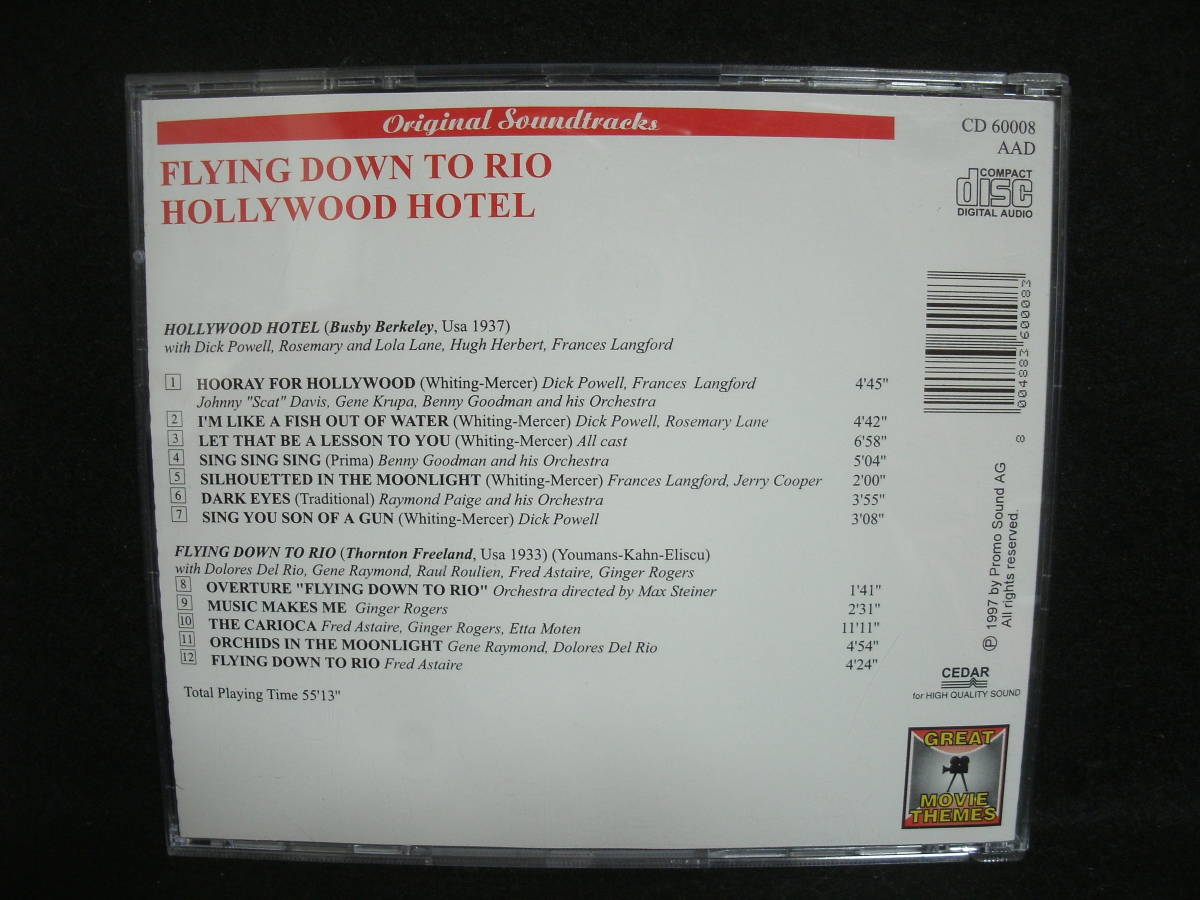 Original Soundtracks
FLYING DOWN TO RIO
HOLLYWOOD HOTEL
CD 60008
AAD
COMPACT
disc
DIGITAL AUDIO
HOLLYWOOD HOTEL (Busby Berkeley, Usa 1937)
with Dick Powell, Rosemary and Lola Lane, Hugh Herbert, Frances Langford
1 HOORAY FOR HOLLYWOOD (Whiting-Mercer) Dick Powell, Frances Langford 4'45"
Johnny "Scat" Davis, Gene Krupa, Benny Goodman and his Orchestra
2 I'M LIKE A FISH OUT OF WATER (Whiting-Mercer) Dick Powell, Rosemary Lane 4'42"
3 LET THAT BE A LESSON TO YOU (Whiting-Mercer) All cast 6'58"
4 SING SING SING (Prima) Benny Goodman and his Orchestra 5'04"
5 SILHOUETTED IN THE MOONLIGHT (Whiting-Mercer) Frances Langford, Jerry Cooper 2'00"
6 DARK EYES (Traditional) Raymond Paige and his Orchestra 3'55"
7 SING YOU SON OF A GUN (Whiting-Mercer) Dick Powell 3'08"
FLYING DOWN TO RIO (Thornton Freeland, Usa 1933) (Youmans-Kahn-Eliscu)
with Dolores Del Rio, Gene Raymond, Raul Roulien, Fred Astaire, Ginger Rogers
8 OVERTURE "FLYING DOWN TO RIO" Orchestra directed by Max Steiner 1'41"
9 MUSIC MAKES ME Ginger Rogers 2'31"
10 THE CARIOCA Fred Astaire, Ginger Rogers, Etta Moten 11'11"
11 ORCHIDS IN THE MOONLIGHT Gene Raymond, Dolores Del Rio 4'54"
12 FLYING DOWN TO RIO Fred Astaire 4'24"
Total Playing Time 55'13"
004883 600083
8
℗ 1997 by Promo Sound AG
All rights reserved.
CEDAR
for HIGH QUALITY SOUND
GREAT
MOVIE
THEMES